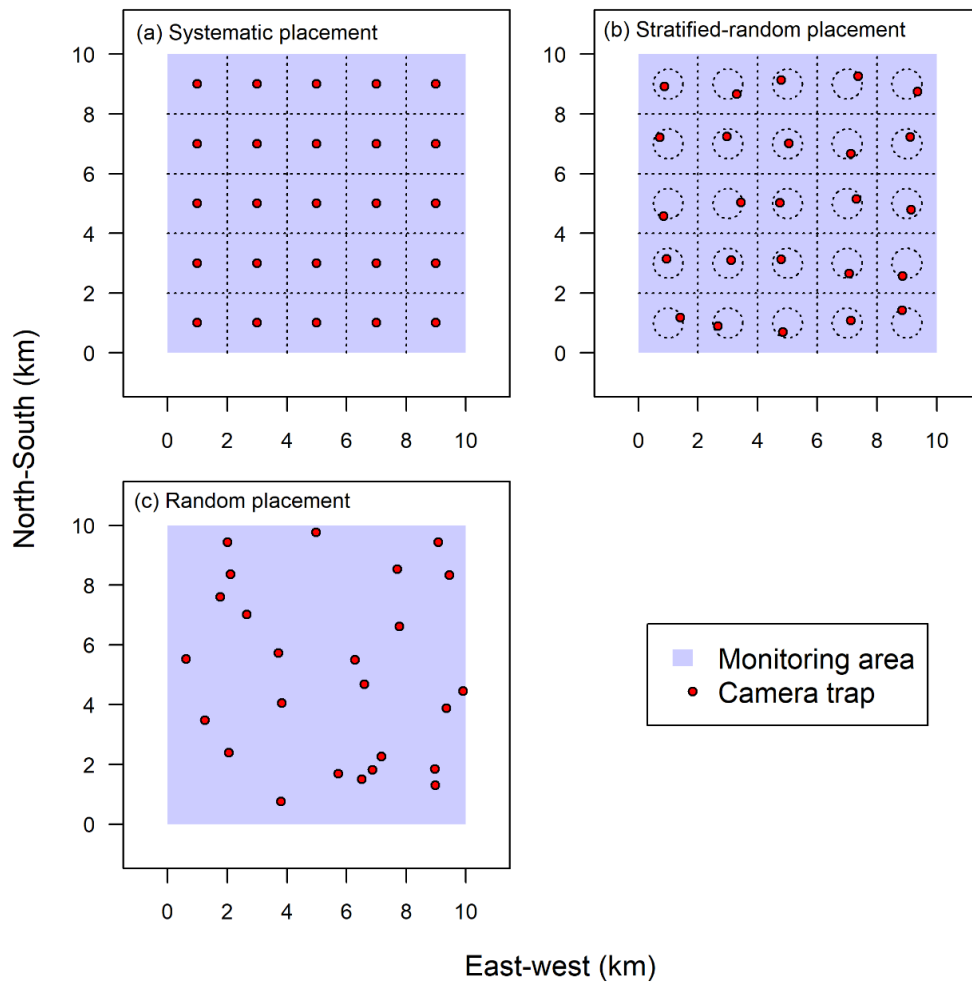 (a) Systematic placement
10
8
6
4
2
0
0 2 4 6 8 10
(b) Stratified-random placement
10
8
6
4
2
0
0 2 4 6 8 10
(c) Random placement
10
8
6
4
2
0
0 2 4 6 8 10
Monitoring area
Camera trap
North-South (km)
East-west (km)